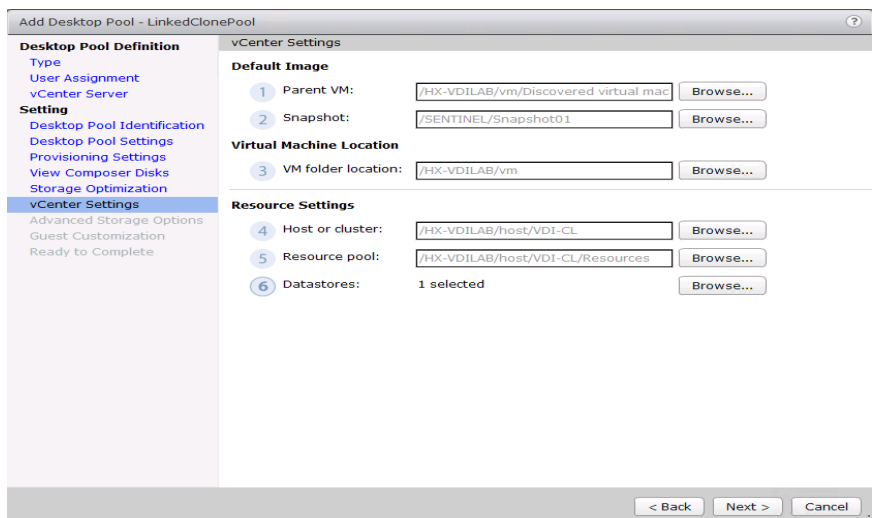 Add Desktop Pool - LinkedClonePool ?
Desktop Pool Definition
Type
User Assignment
vCenter Server
Setting
Desktop Pool Identification
Desktop Pool Settings
Provisioning Settings
View Composer Disks
Storage Optimization
vCenter Settings
Advanced Storage Options
Guest Customization
Ready to Complete
vCenter Settings
Default Image
1 Parent VM: /HX-VDILAB/vm/Discovered virtual mac Browse...
2 Snapshot: /SENTINEL/Snapshot01 Browse...
Virtual Machine Location
3 VM folder location: /HX-VDILAB/vm Browse...
Resource Settings
4 Host or cluster: /HX-VDILAB/host/VDI-CL Browse...
5 Resource pool: /HX-VDILAB/host/VDI-CL/Resources Browse...
6 Datastores: 1 selected Browse...
< Back Next > Cancel